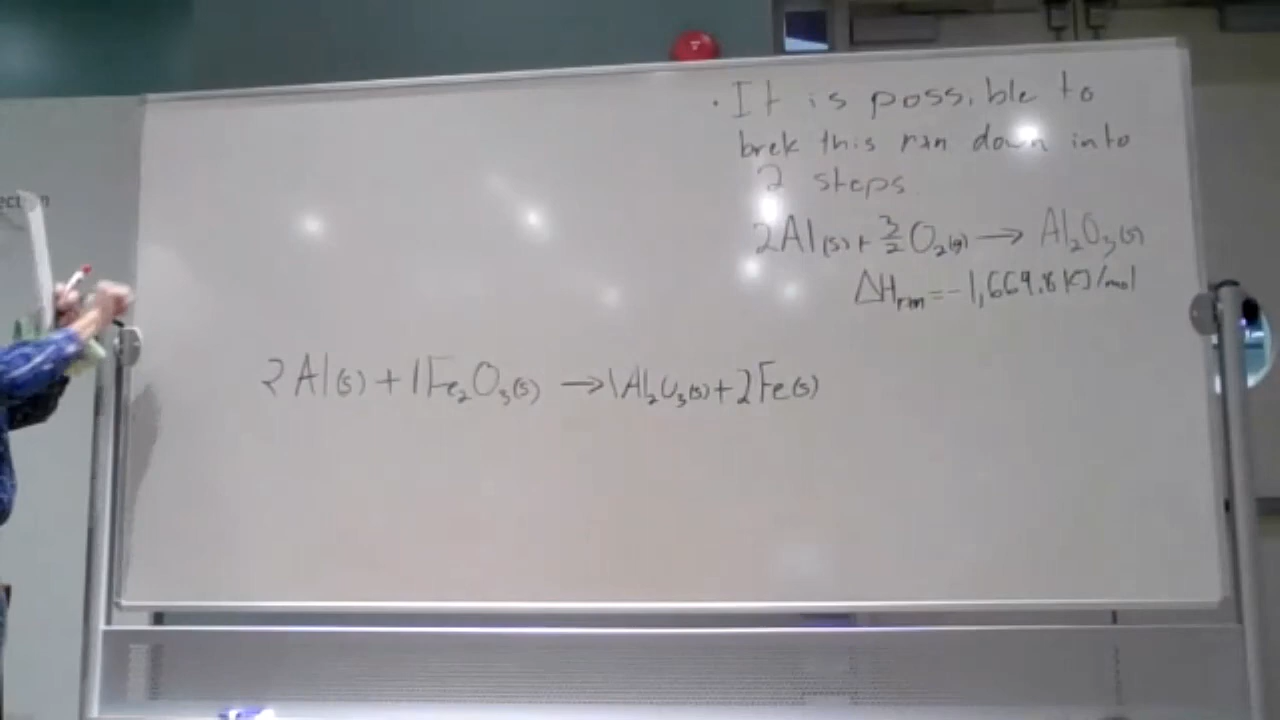 · It is possible to
brek this rxn down into
2 steps.
2Al(s) + 3/2 O₂(g) → Al₂O₃(s)
ΔHrxn = -1,669.8 KJ/mol
2Al(s) + 1Fe₂O₃(s) → 1Al₂O₃(s) + 2Fe(s)